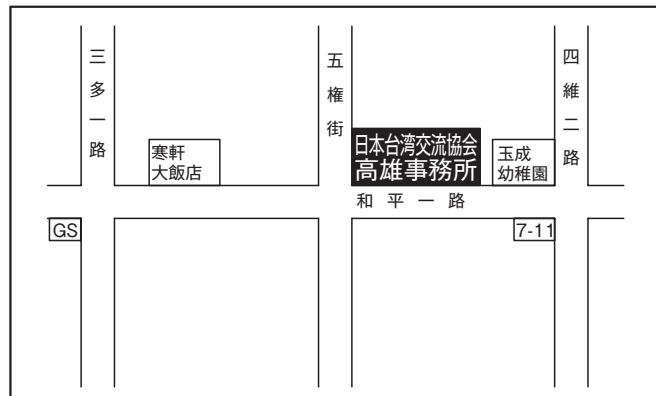 三多一路
五権街
四維二路
寒軒
大飯店
日本台湾交流協会
高雄事務所
玉成
幼稚園
和平一路
GS
7-11